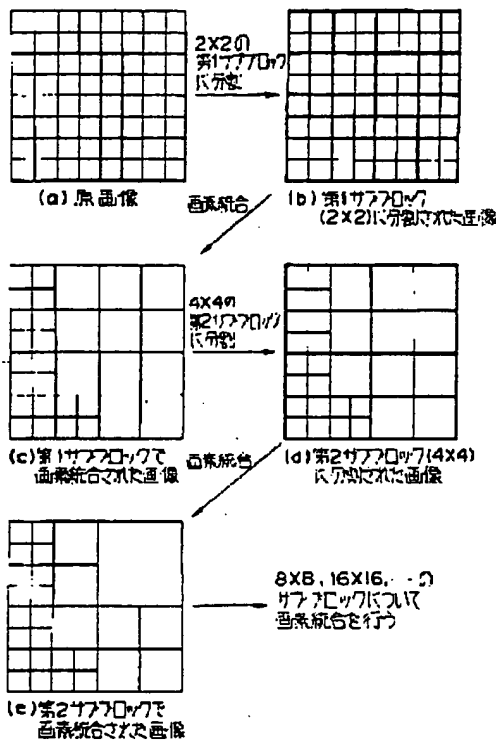 2X2の
第1サブブロック
に分割
(a)原画像
画素統合
(b)第1サブブロック
(2X2)に分割された画像
4X4の
第2サブブロック
に分割
(c)第1サブブロックで
画素統合された画像
画素統合
(d)第2サブブロック(4X4)
に分割された画像
8X8,16X16,・・の
サブブロックについて
画素統合を行う
(e)第2サブブロックで
画素統合された画像